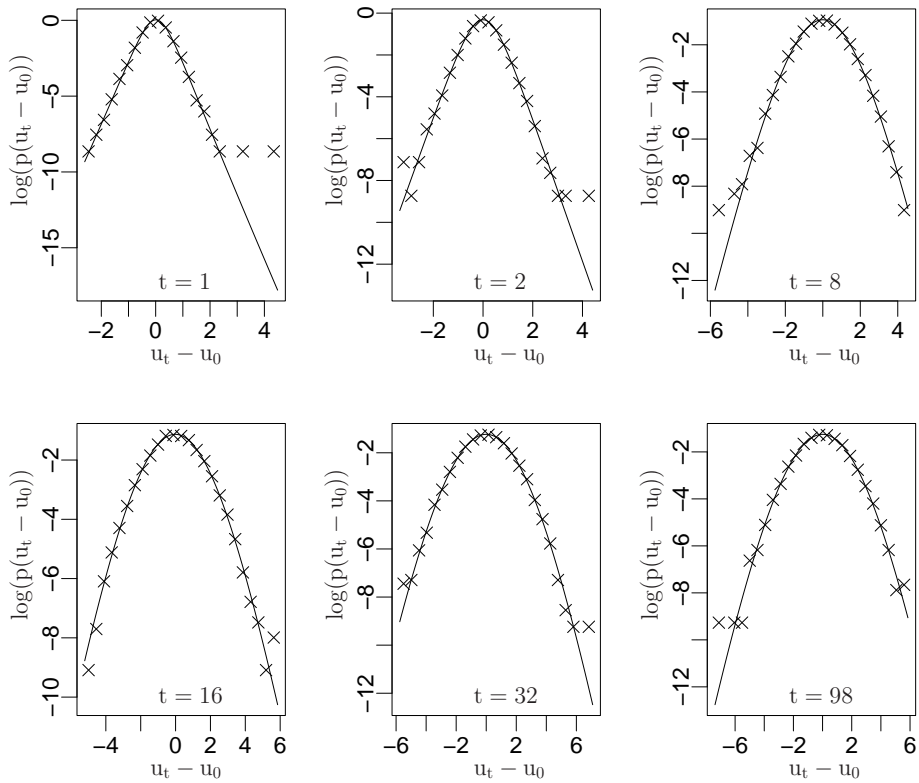 log(p(uₜ − u₀))
0
−5
−10
−15
t = 1
−2 0 2 4
uₜ − u₀
log(p(uₜ − u₀))
0
−4
−8
−12
t = 2
−2 0 2 4
uₜ − u₀
log(p(uₜ − u₀))
−2
−4
−6
−8
−12
t = 8
−6 −2 0 2 4
uₜ − u₀
log(p(uₜ − u₀))
−2
−4
−6
−8
−10
t = 16
−4 0 2 4 6
uₜ − u₀
log(p(uₜ − u₀))
−2
−4
−6
−8
−12
t = 32
−6 −2 2 4 6
uₜ − u₀
log(p(uₜ − u₀))
−2
−4
−6
−8
−12
t = 98
−6 −2 2 4 6
uₜ − u₀